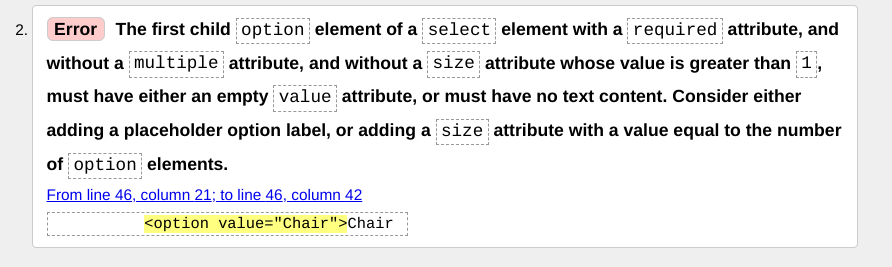 2. Error The first child option element of a select element with a required attribute, and
without a multiple attribute, and without a size attribute whose value is greater than 1,
must have either an empty value attribute, or must have no text content. Consider either
adding a placeholder option label, or adding a size attribute with a value equal to the number
of option elements.
From line 46, column 21; to line 46, column 42
<option value="Chair">Chair